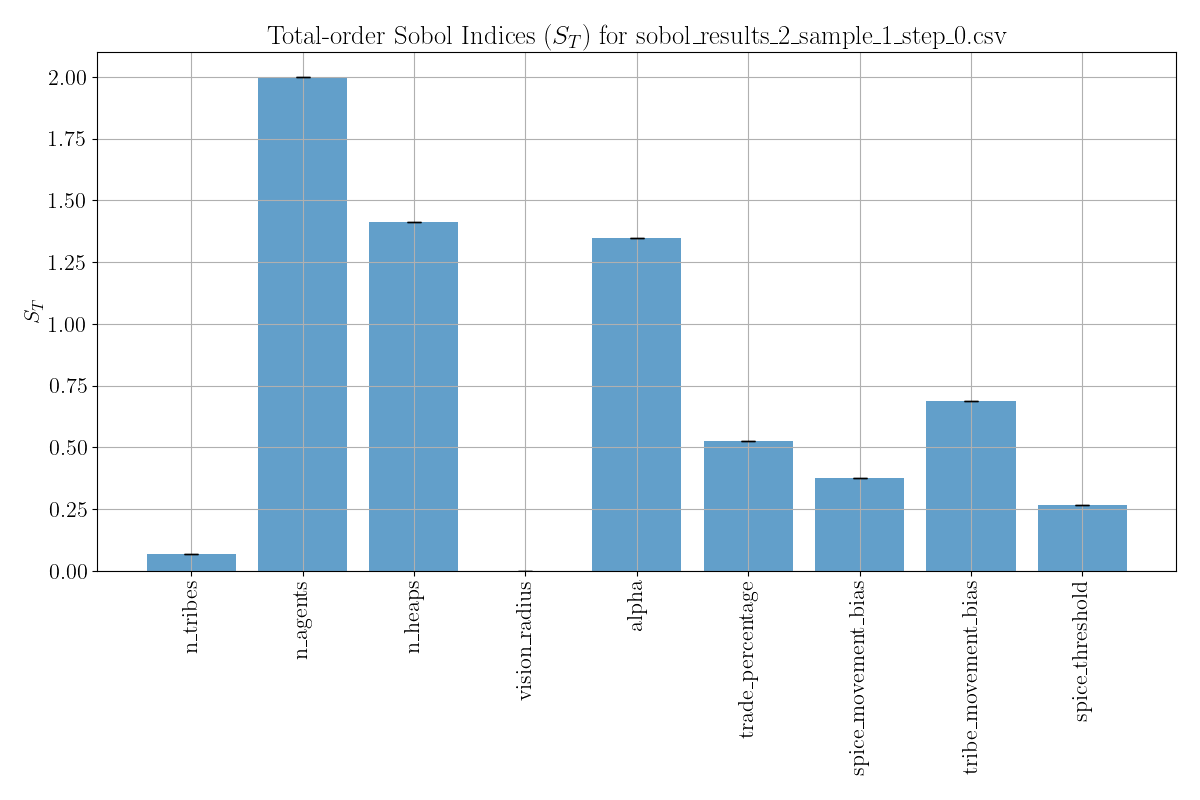 Total-order Sobol Indices (S_T) for sobol_results_2_sample_1_step_0.csv
S_T
2.00
1.75
1.50
1.25
1.00
0.75
0.50
0.25
0.00
n_tribes
n_agents
n_heaps
vision_radius
alpha
trade_percentage
spice_movement_bias
tribe_movement_bias
spice_threshold